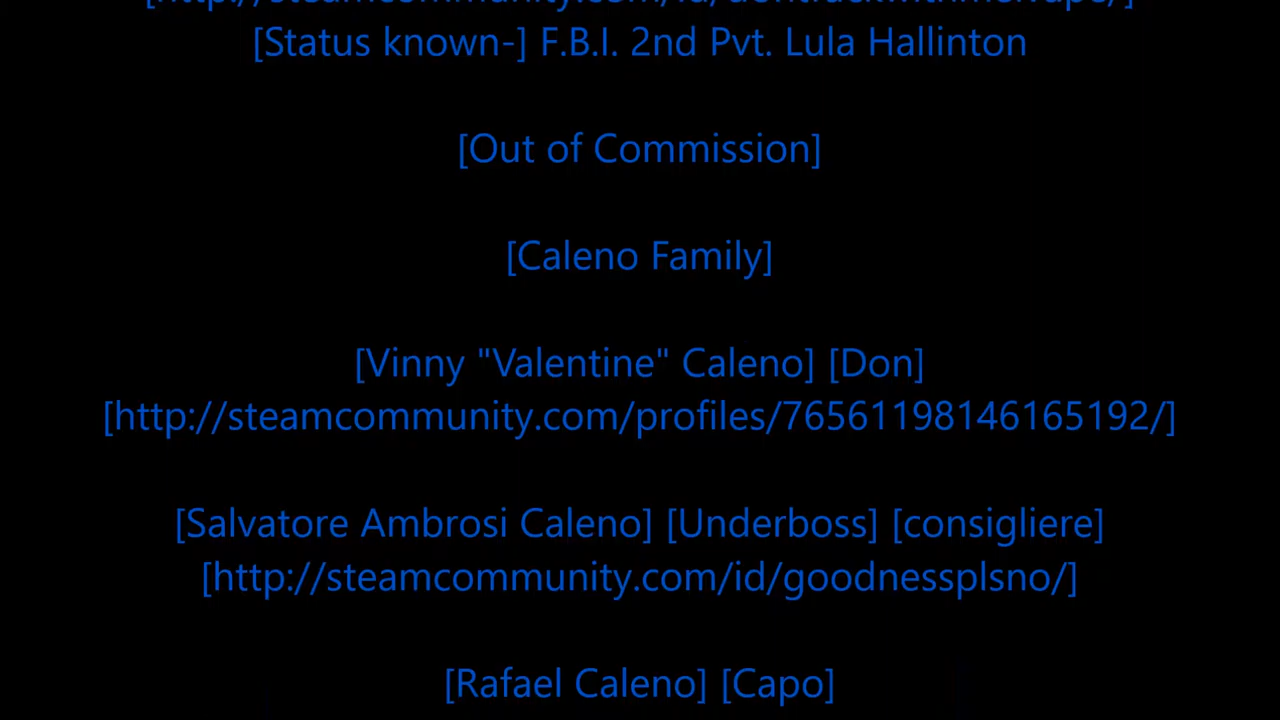 [Status known-] F.B.I. 2nd Pvt. Lula Hallinton
[Out of Commission]
[Caleno Family]
[Vinny "Valentine" Caleno] [Don]
[http://steamcommunity.com/profiles/76561198146165192/]
[Salvatore Ambrosi Caleno] [Underboss] [consigliere]
[http://steamcommunity.com/id/goodnessplsno/]
[Rafael Caleno] [Capo]